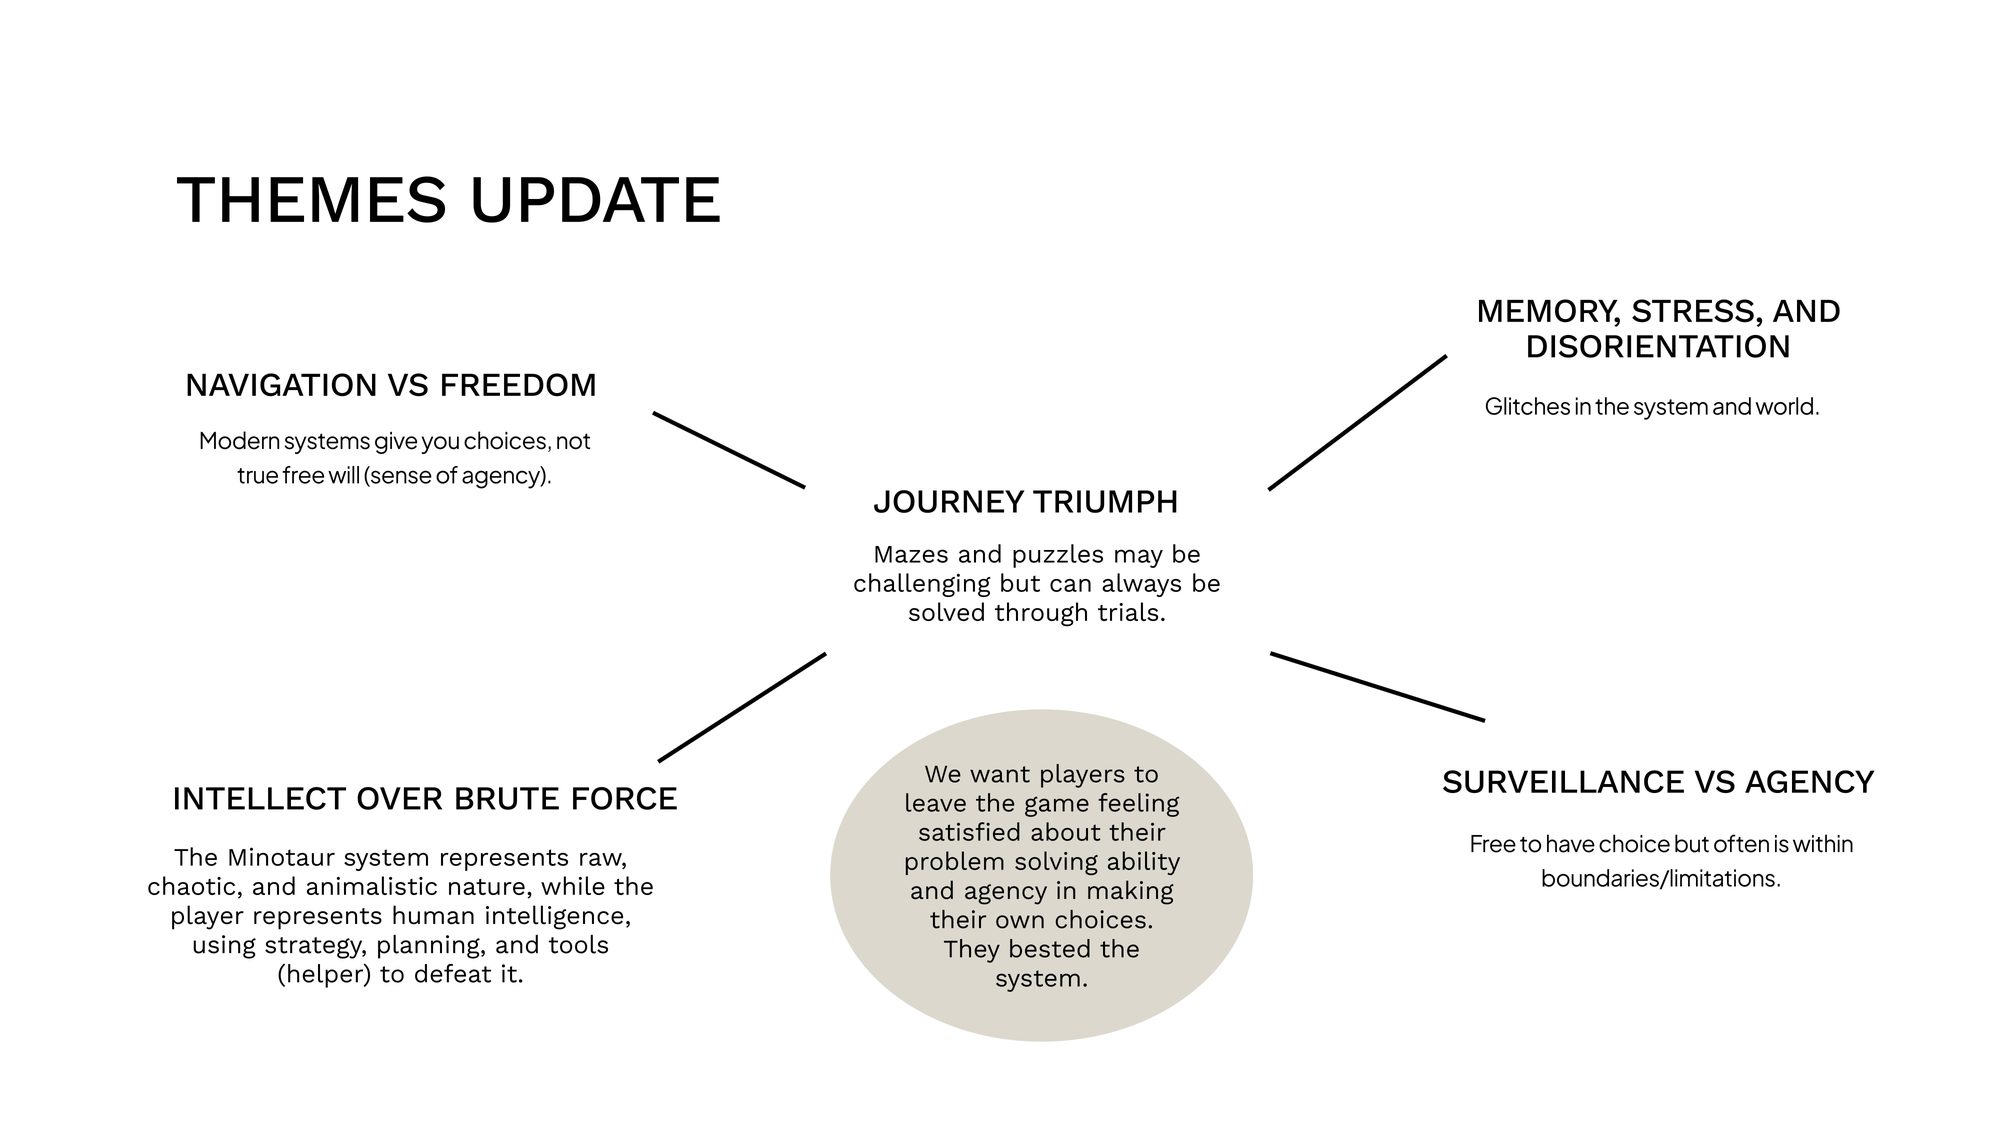 THEMES UPDATE
NAVIGATION VS FREEDOM
Modern systems give you choices, not
true free will (sense of agency).
MEMORY, STRESS, AND
DISORIENTATION
Glitches in the system and world.
JOURNEY TRIUMPH
Mazes and puzzles may be
challenging but can always be
solved through trials.
INTELLECT OVER BRUTE FORCE
The Minotaur system represents raw,
chaotic, and animalistic nature, while the
player represents human intelligence,
using strategy, planning, and tools
(helper) to defeat it.
We want players to
leave the game feeling
satisfied about their
problem solving ability
and agency in making
their own choices.
They bested the
system.
SURVEILLANCE VS AGENCY
Free to have choice but often is within
boundaries/limitations.